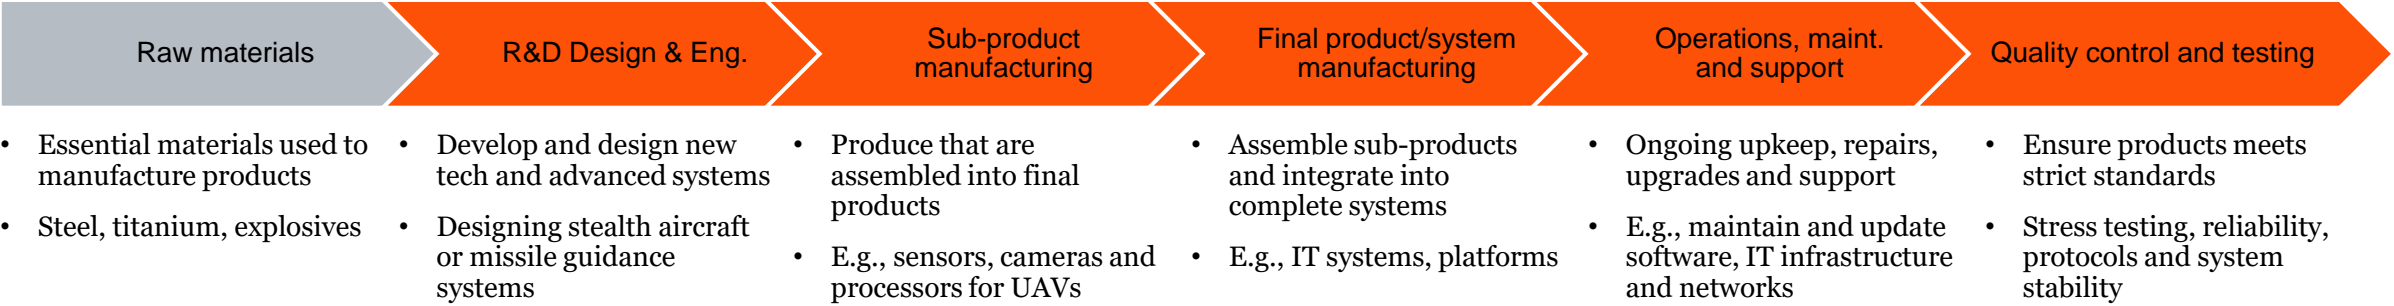 Raw materials
R&D Design & Eng.
Sub-product
manufacturing
Final product/system
manufacturing
Operations, maint.
and support
Quality control and testing
• Essential materials used to
manufacture products
• Steel, titanium, explosives
• Develop and design new
tech and advanced systems
• Designing stealth aircraft
or missile guidance
systems
• Produce that are
assembled into final
products
• E.g., sensors, cameras and
processors for UAVs
• Assemble sub-products
and integrate into
complete systems
• E.g., IT systems, platforms
• Ongoing upkeep, repairs,
upgrades and support
• E.g., maintain and update
software, IT infrastructure
and networks
• Ensure products meets
strict standards
• Stress testing, reliability,
protocols and system
stability